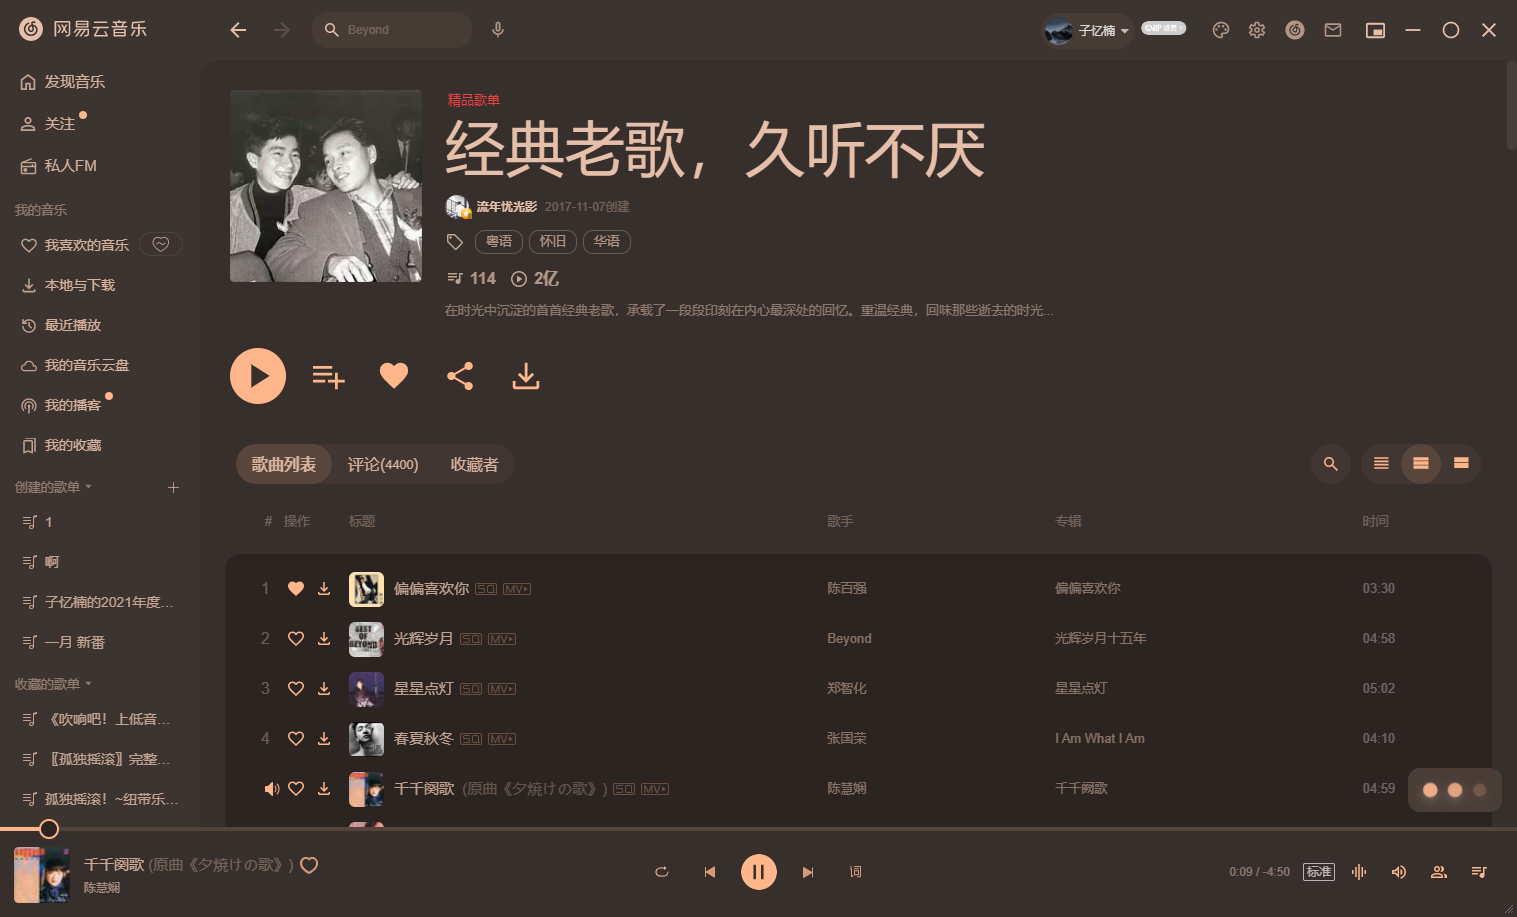 网易云音乐
Beyond
子忆楠
发现音乐
关注
私人FM
我的音乐
我喜欢的音乐
本地与下载
最近播放
我的音乐云盘
我的播客
我的收藏
创建的歌单
1
啊
子忆楠的2021年度...
一月 新番
收藏的歌单
《吹响吧！上低音...
〖孤独摇滚〗完整...
孤独摇滚！~纽带乐...
精品歌单
经典老歌，久听不厌
流年忧光影 2017-11-07创建
粤语 怀旧 华语
114 2亿
在时光中沉淀的首首经典老歌，承载了一段段印刻在内心最深处的回忆。重温经典，回味那些逝去的时光...
歌曲列表 评论(4400) 收藏者
# 操作 标题 歌手 专辑 时间
1 偏偏喜欢你 SQ MV 陈百强 偏偏喜欢你 03:30
2 BEST OF BEYOND 光辉岁月 SQ MV Beyond 光辉岁月十五年 04:58
3 星星点灯 SQ MV 郑智化 星星点灯 05:02
4 春夏秋冬 SQ MV 张国荣 I Am What I Am 04:10
千千阕歌 (原曲《夕焼けの歌》) SQ MV 陈慧娴 千千阙歌 04:59
千千阕歌 (原曲《夕焼けの歌》)
陈慧娴
词
0:09 / -4:50 标准